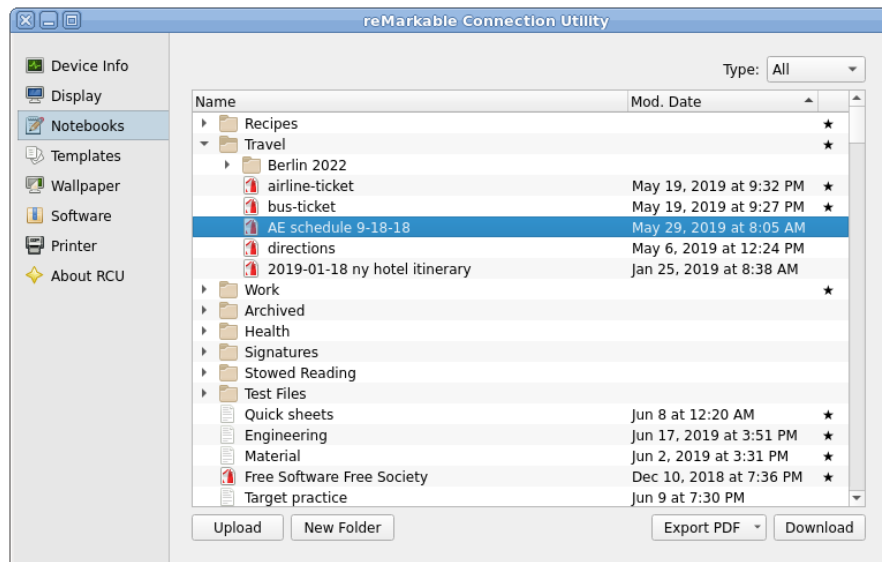 reMarkable Connection Utility
Device Info
Display
Notebooks
Templates
Wallpaper
Software
Printer
About RCU
Type: All
Name Mod. Date
Recipes ★
Travel ★
Berlin 2022
airline-ticket May 19, 2019 at 9:32 PM ★
bus-ticket May 19, 2019 at 9:27 PM ★
AE schedule 9-18-18 May 29, 2019 at 8:05 AM
directions May 6, 2019 at 12:24 PM
2019-01-18 ny hotel itinerary Jan 25, 2019 at 8:38 AM
Work ★
Archived
Health
Signatures
Stowed Reading
Test Files
Quick sheets Jun 8 at 12:20 AM ★
Engineering Jun 17, 2019 at 3:51 PM ★
Material Jun 2, 2019 at 3:31 PM ★
Free Software Free Society Dec 10, 2018 at 7:36 PM ★
Target practice Jun 9 at 7:30 PM
Upload New Folder Export PDF Download